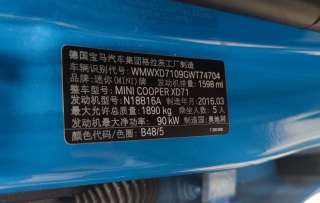 德国宝马汽车集团格拉茨工厂制造
车辆识别代号: WMWXD7109GWT74704
品牌: 迷你(MINI)牌 发动机排量: 1598 ml
整车型号: MINI COOPER XD71
发动机型号: N18B16A 制造年月: 2016.03
最大允许总质量: 1890 kg 乘坐人数: 5 人
发动机最大净功率: 90 kW 制造国: 奥地利
颜色代码/色: B48/5